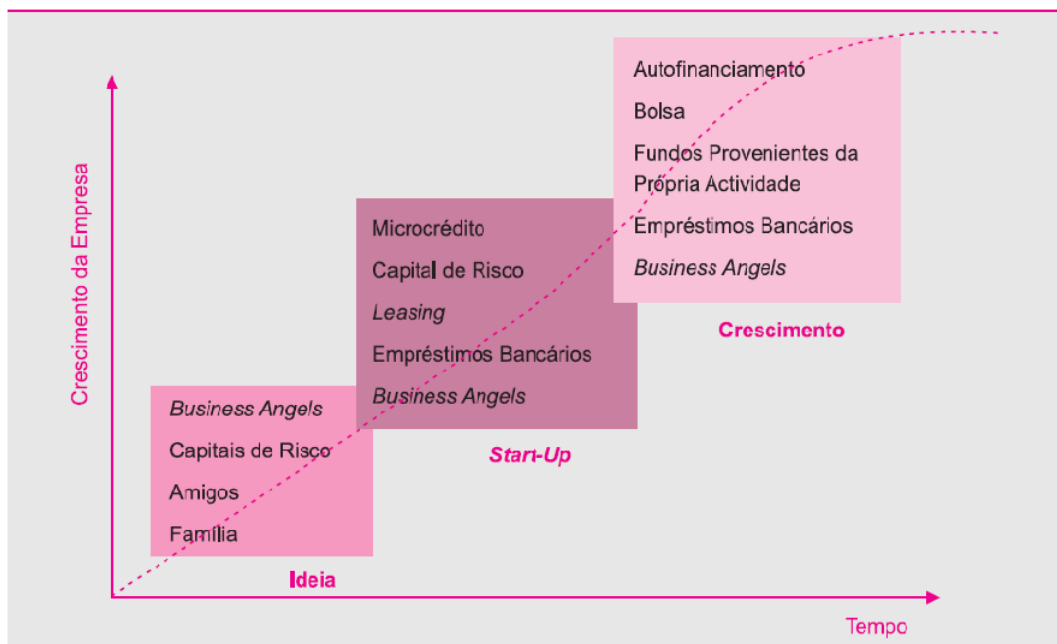 Crescimento da Empresa
Autofinanciamento
Bolsa
Fundos Provenientes da
Própria Actividade
Empréstimos Bancários
Business Angels
Crescimento
Microcrédito
Capital de Risco
Leasing
Empréstimos Bancários
Business Angels
Start-Up
Business Angels
Capitais de Risco
Amigos
Família
Ideia
Tempo